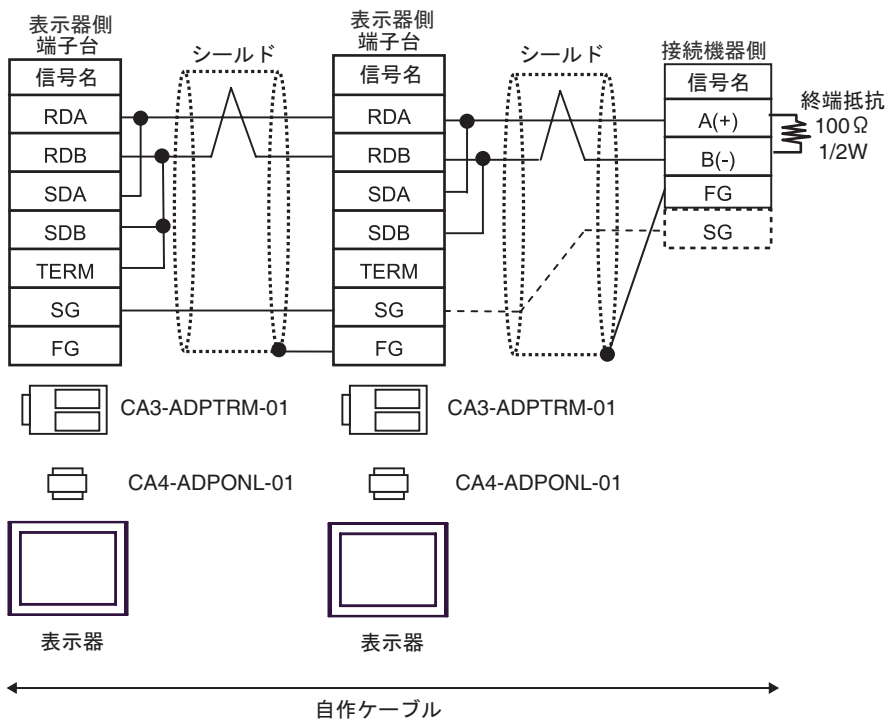 表示器側
端子台
信号名
RDA
RDB
SDA
SDB
TERM
SG
FG
シールド
表示器側
端子台
信号名
RDA
RDB
SDA
SDB
TERM
SG
FG
シールド
接続機器側
信号名
A(+)
B(-)
FG
SG
終端抵抗
100Ω
1/2W
CA3-ADPTRM-01
CA3-ADPTRM-01
CA4-ADPONL-01
CA4-ADPONL-01
表示器
表示器
自作ケーブル